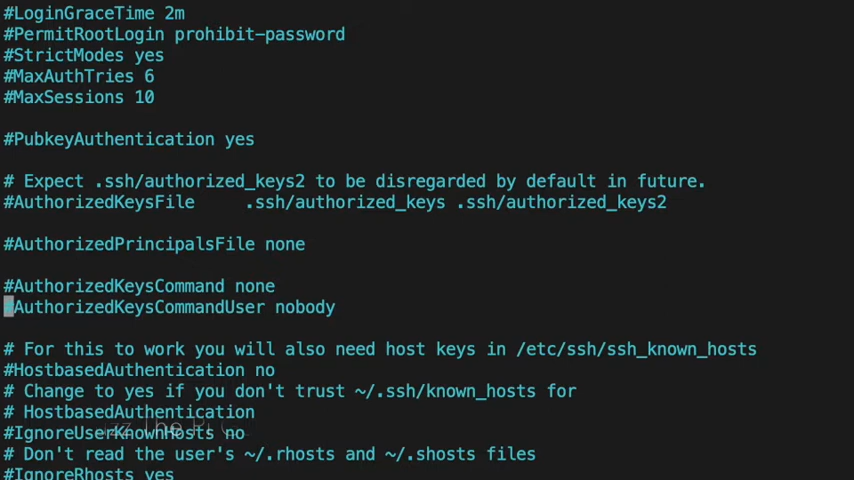 #LoginGraceTime 2m
#PermitRootLogin prohibit-password
#StrictModes yes
#MaxAuthTries 6
#MaxSessions 10
#PubkeyAuthentication yes
# Expect .ssh/authorized_keys2 to be disregarded by default in future.
#AuthorizedKeysFile     .ssh/authorized_keys .ssh/authorized_keys2
#AuthorizedPrincipalsFile none
#AuthorizedKeysCommand none
#AuthorizedKeysCommandUser nobody
# For this to work you will also need host keys in /etc/ssh/ssh_known_hosts
#HostbasedAuthentication no
# Change to yes if you don't trust ~/.ssh/known_hosts for
# HostbasedAuthentication
#IgnoreUserKnownHosts no
# Don't read the user's ~/.rhosts and ~/.shosts files
#IgnoreRhosts yes